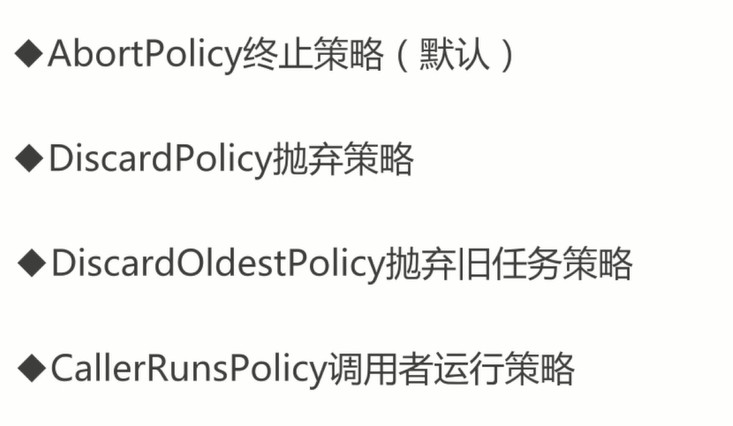 ◆AbortPolicy终止策略（默认）
◆DiscardPolicy抛弃策略
◆DiscardOldestPolicy抛弃旧任务策略
◆CallerRunsPolicy调用者运行策略